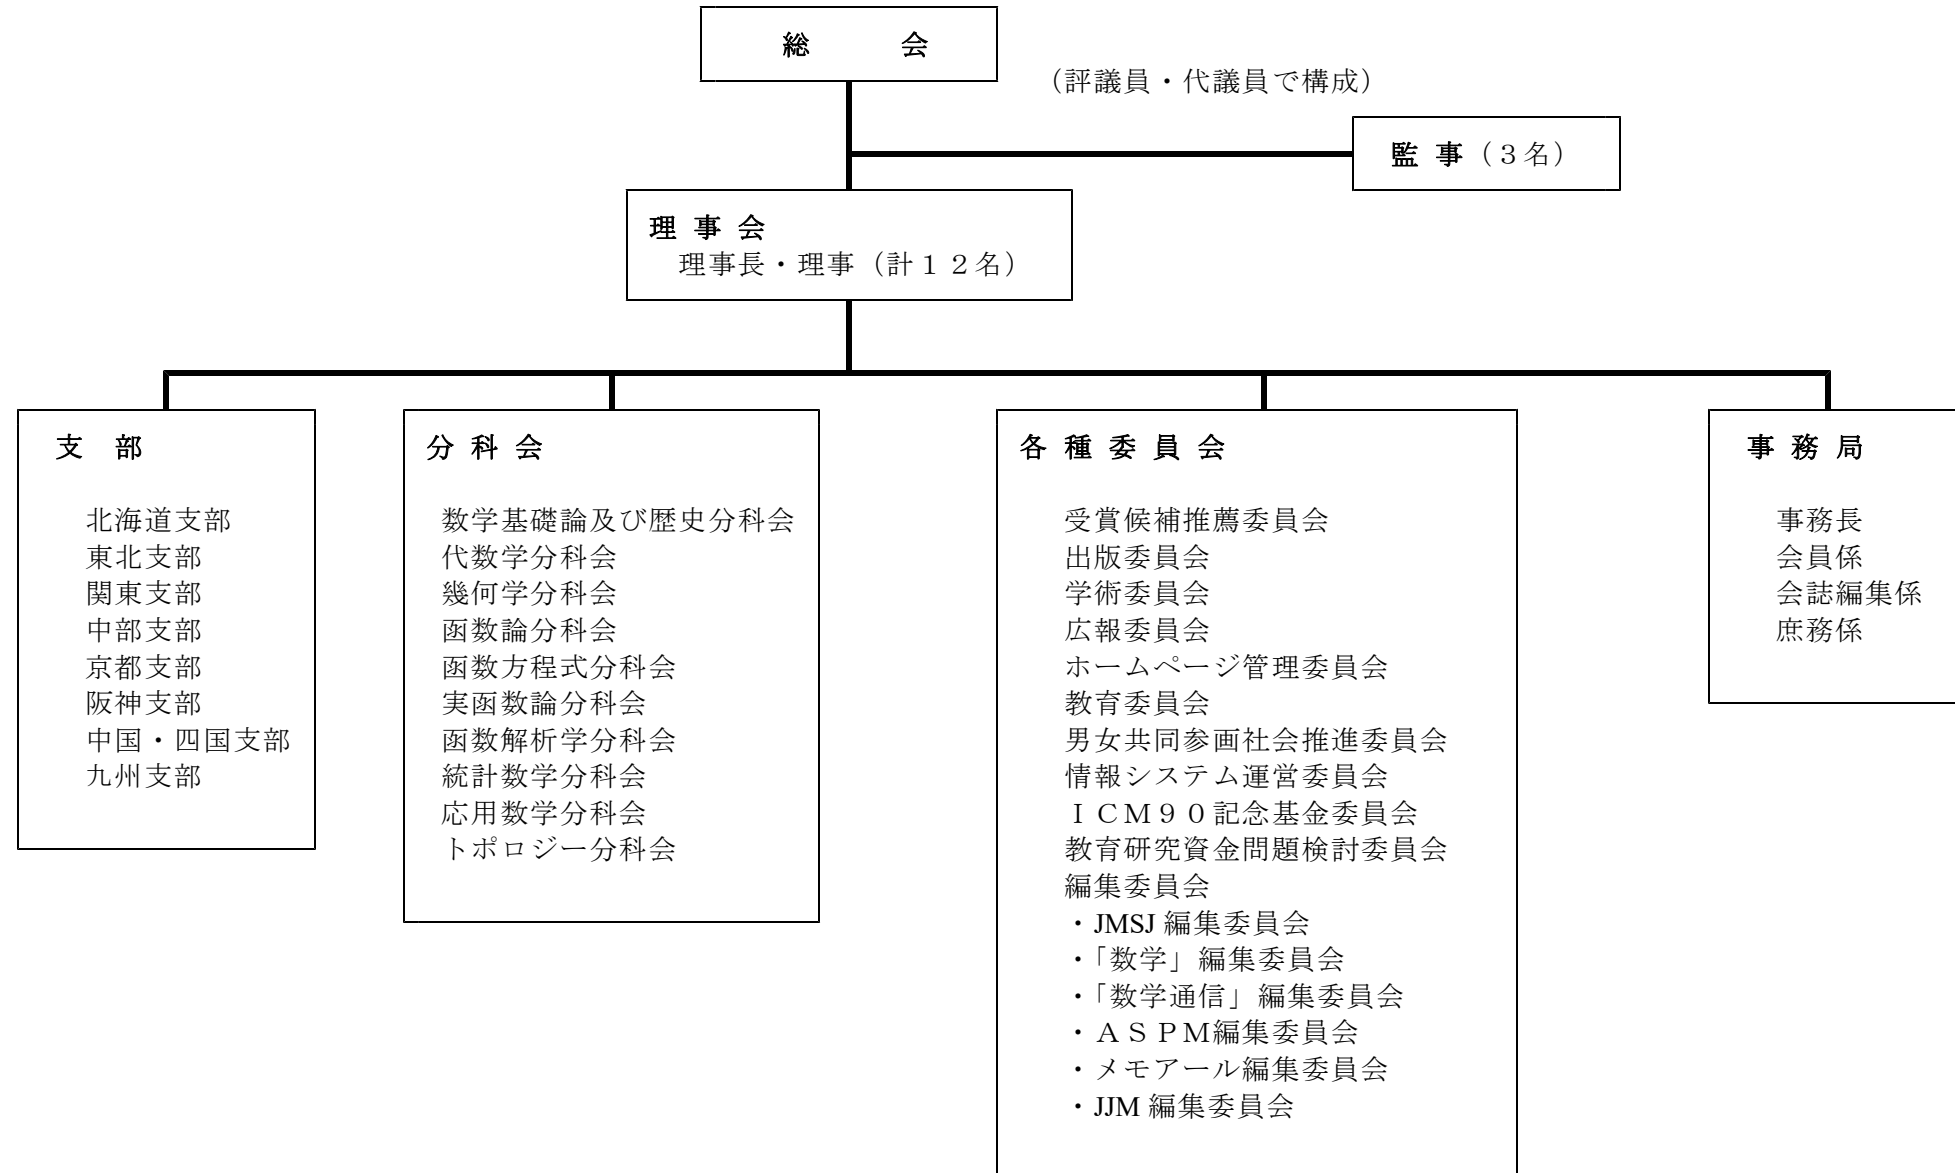 総　　会
（評議員・代議員で構成）
監 事（３名）
理 事 会
理事長・理事（計１２名）
支　部
北海道支部
東北支部
関東支部
中部支部
京都支部
阪神支部
中国・四国支部
九州支部
分 科 会
数学基礎論及び歴史分科会
代数学分科会
幾何学分科会
函数論分科会
函数方程式分科会
実函数論分科会
函数解析学分科会
統計数学分科会
応用数学分科会
トポロジー分科会
各 種 委 員 会
受賞候補推薦委員会
出版委員会
学術委員会
広報委員会
ホームページ管理委員会
教育委員会
男女共同参画社会推進委員会
情報システム運営委員会
ＩＣＭ９０記念基金委員会
教育研究資金問題検討委員会
編集委員会
・JMSJ 編集委員会
・「数学」編集委員会
・「数学通信」編集委員会
・ＡＳＰＭ編集委員会
・メモアール編集委員会
・JJM 編集委員会
事 務 局
事務長
会員係
会誌編集係
庶務係